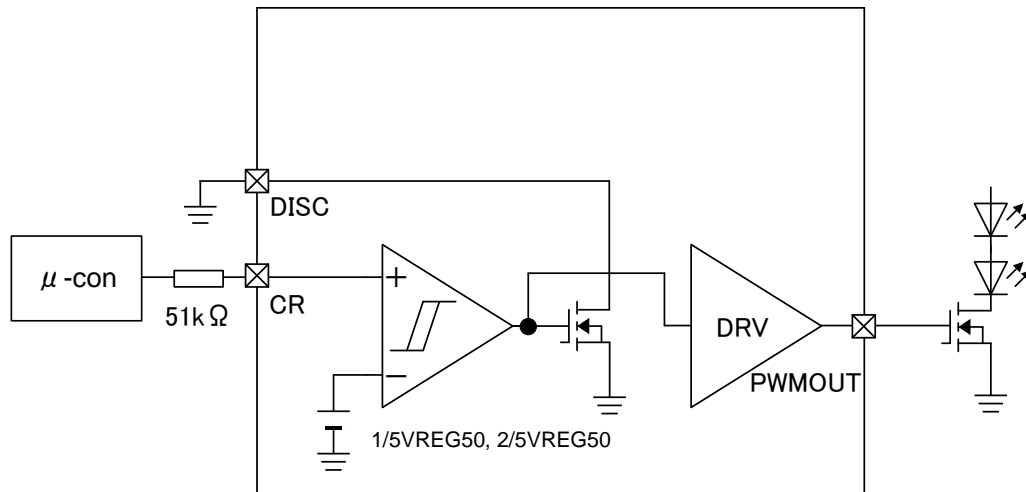 DISC
μ-con
51kΩ
CR
+
−
DRV
PWMOUT
1/5VREG50, 2/5VREG50